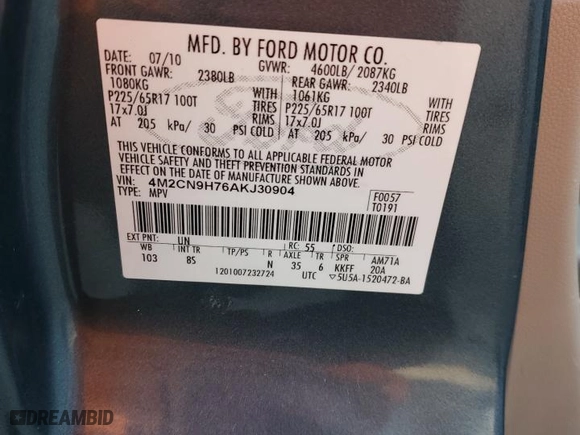 MFD. BY FORD MOTOR CO.
DATE: 07/10 GVWR: 4600LB/ 2087KG
FRONT GAWR: 2380LB REAR GAWR: 2340LB
1080KG WITH 1061KG WITH
P225/65R17 100T TIRES P225/65R17 100T TIRES
17x7.0J RIMS 17x7.0J RIMS
AT 205 kPa/ 30 PSI COLD AT 205 kPa/ 30 PSI COLD
THIS VEHICLE CONFORMS TO ALL APPLICABLE FEDERAL MOTOR
VEHICLE SAFETY AND THEFT PREVENTION STANDARDS IN
EFFECT ON THE DATE OF MANUFACTURE SHOWN ABOVE.
VIN: 4M2CN9H76AKJ30904 F0057
TYPE: MPV T0191
EXT PNT: UN RC: 55 DSO:
WB INT TR TP/PS R AXLE TR SPR AM71A
103 85 N 35 6 KKFF 20A
1201007232724 UTC ▽5U5A-1520472-BA
DREAMBID